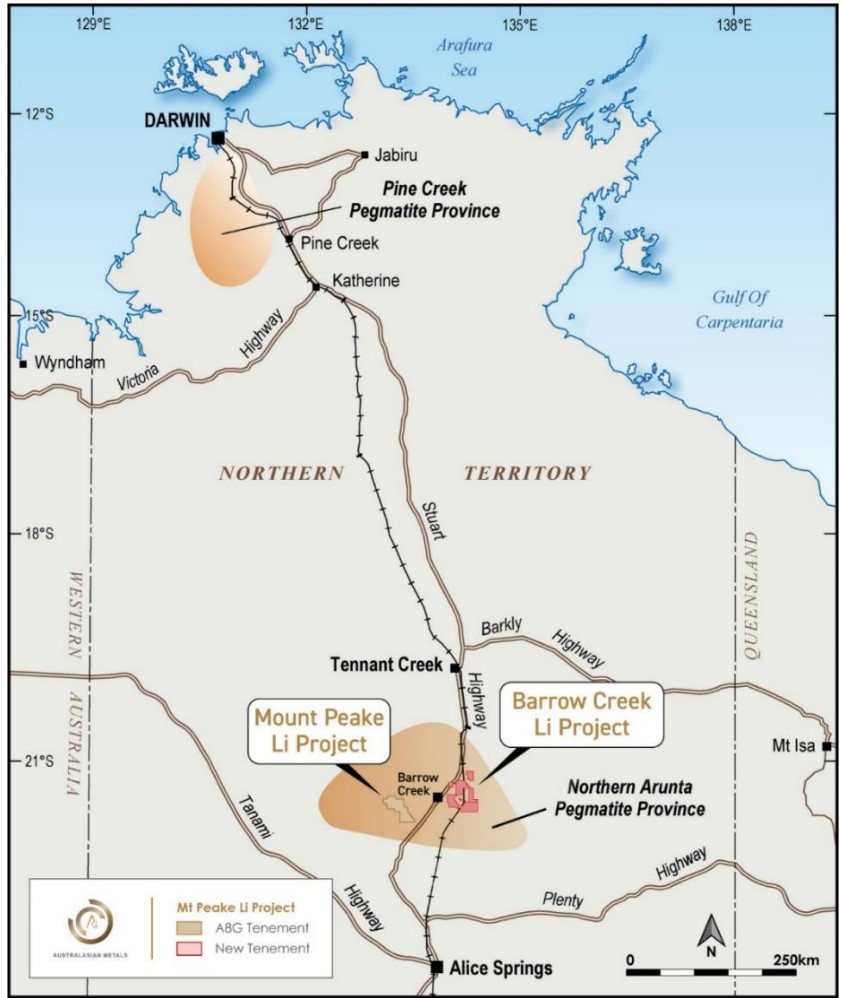 129°E
132°E
135°E
138°E
Arafura
Sea
12°S
DARWIN
Jabiru
Pine Creek
Pegmatite Province
Pine Creek
Katherine
Gulf Of
Carpentaria
15°S
Wyndham
Victoria
Highway
NORTHERN
TERRITORY
Stuart
18°S
WESTERN
AUSTRALIA
QUEENSLAND
Barkly
Highway
Tennant Creek
Highway
Mount Peake
Li Project
Barrow Creek
Li Project
Mt Isa
21°S
Barrow
Creek
Northern Arunta
Pegmatite Province
Tanami
Highway
Plenty
Highway
AUSTRALASIAN METALS
Mt Peake Li Project
A8G Tenement
New Tenement
Alice Springs
N
0
250km